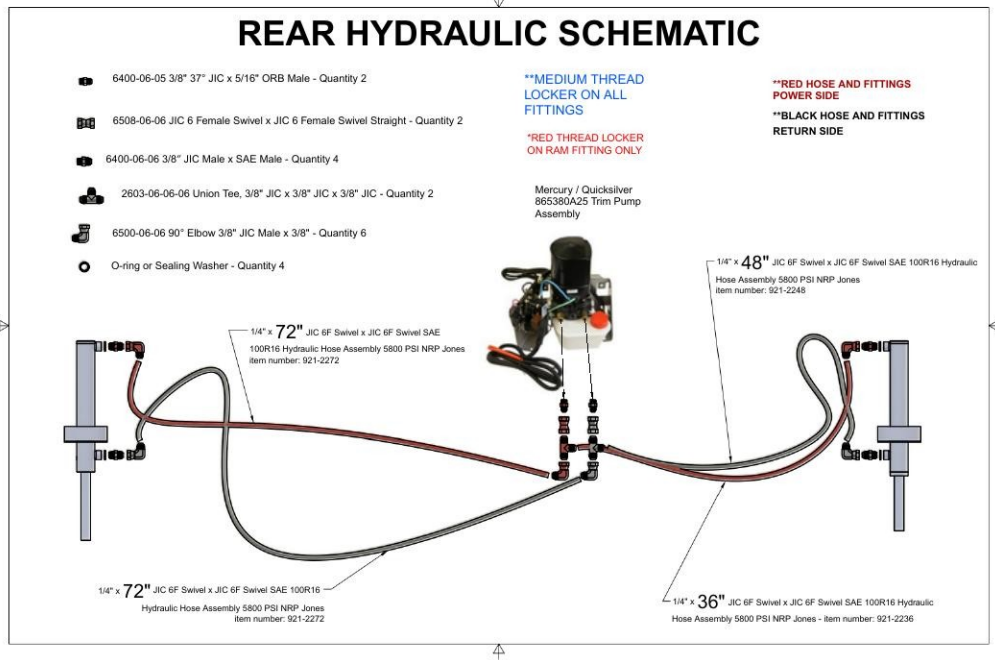 REAR HYDRAULIC SCHEMATIC
6400-06-05 3/8" 37° JIC x 5/16" ORB Male - Quantity 2
6508-06-06 JIC 6 Female Swivel x JIC 6 Female Swivel Straight - Quantity 2
6400-06-06 3/8" JIC Male x SAE Male - Quantity 4
2603-06-06-06 Union Tee, 3/8" JIC x 3/8" JIC x 3/8" JIC - Quantity 2
6500-06-06 90° Elbow 3/8" JIC Male x 3/8" - Quantity 6
O-ring or Sealing Washer - Quantity 4
**MEDIUM THREAD
LOCKER ON ALL
FITTINGS
*RED THREAD LOCKER
ON RAM FITTING ONLY
**RED HOSE AND FITTINGS
POWER SIDE
**BLACK HOSE AND FITTINGS
RETURN SIDE
Mercury / Quicksilver
865380A25 Trim Pump
Assembly
1/4" x 48" JIC 6F Swivel x JIC 6F Swivel SAE 100R16 Hydraulic
Hose Assembly 5800 PSI NRP Jones
item number: 921-2248
1/4" x 72" JIC 6F Swivel x JIC 6F Swivel SAE
100R16 Hydraulic Hose Assembly 5800 PSI NRP Jones
item number: 921-2272
1/4" x 72" JIC 6F Swivel x JIC 6F Swivel SAE 100R16
Hydraulic Hose Assembly 5800 PSI NRP Jones
item number: 921-2272
1/4" x 36" JIC 6F Swivel x JIC 6F Swivel SAE 100R16 Hydraulic
Hose Assembly 5800 PSI NRP Jones - item number: 921-2236